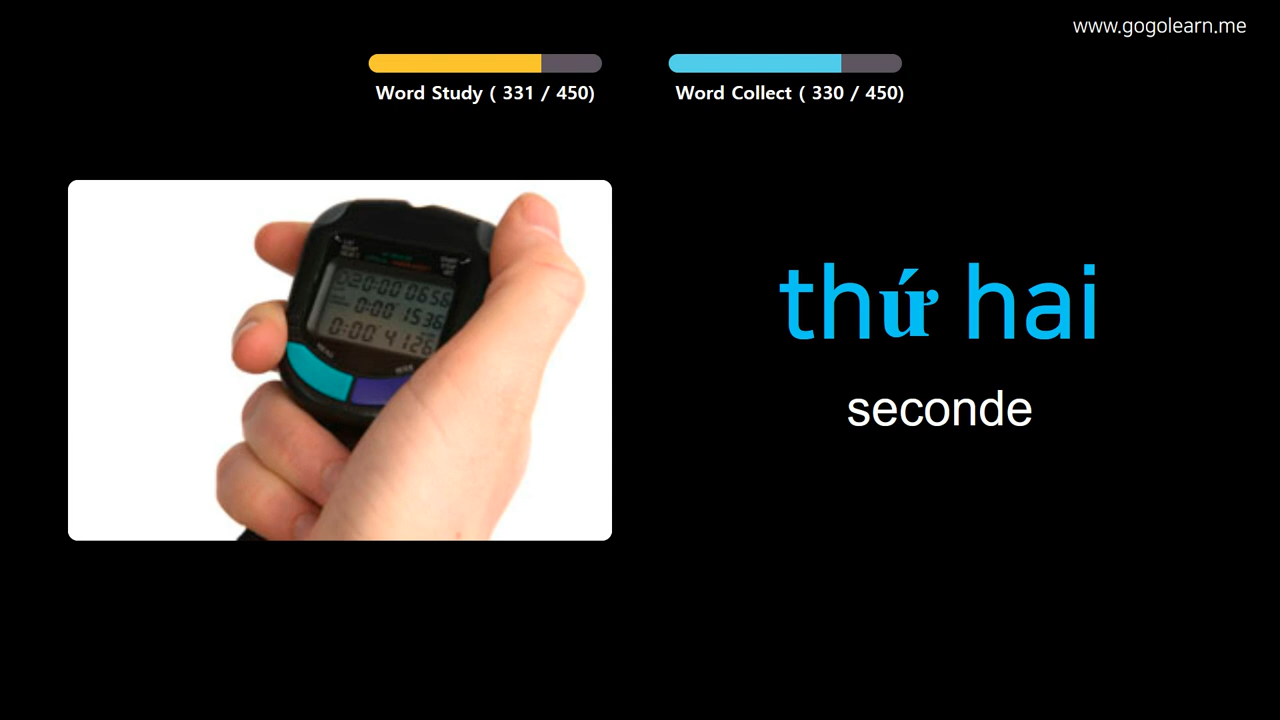 www.gogolearn.me
Word Study ( 331 / 450)
Word Collect ( 330 / 450)
thứ hai
seconde